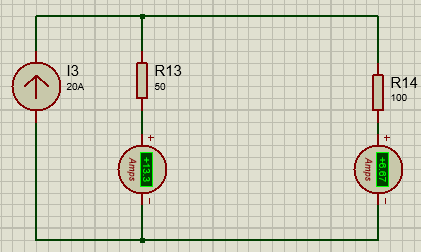 I3
20A
R13
50
R14
100
+
+13.3
Amps
−
+
+6.67
Amps
−